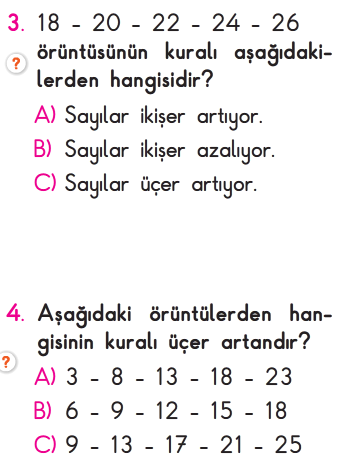 3. 18 - 20 - 22 - 24 - 26
örüntüsünün kuralı aşağıdaki-
? lerden hangisidir?
A) Sayılar ikişer artıyor.
B) Sayılar ikişer azalıyor.
C) Sayılar üçer artıyor.
4. Aşağıdaki örüntülerden han-
gisinin kuralı üçer artandır?
? A) 3 - 8 - 13 - 18 - 23
B) 6 - 9 - 12 - 15 - 18
C) 9 - 13 - 17 - 21 - 25